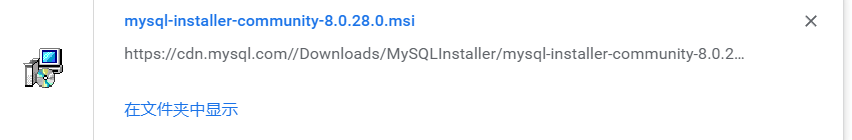 mysql-installer-community-8.0.28.0.msi
https://cdn.mysql.com//Downloads/MySQLInstaller/mysql-installer-community-8.0.2…
在文件夹中显示